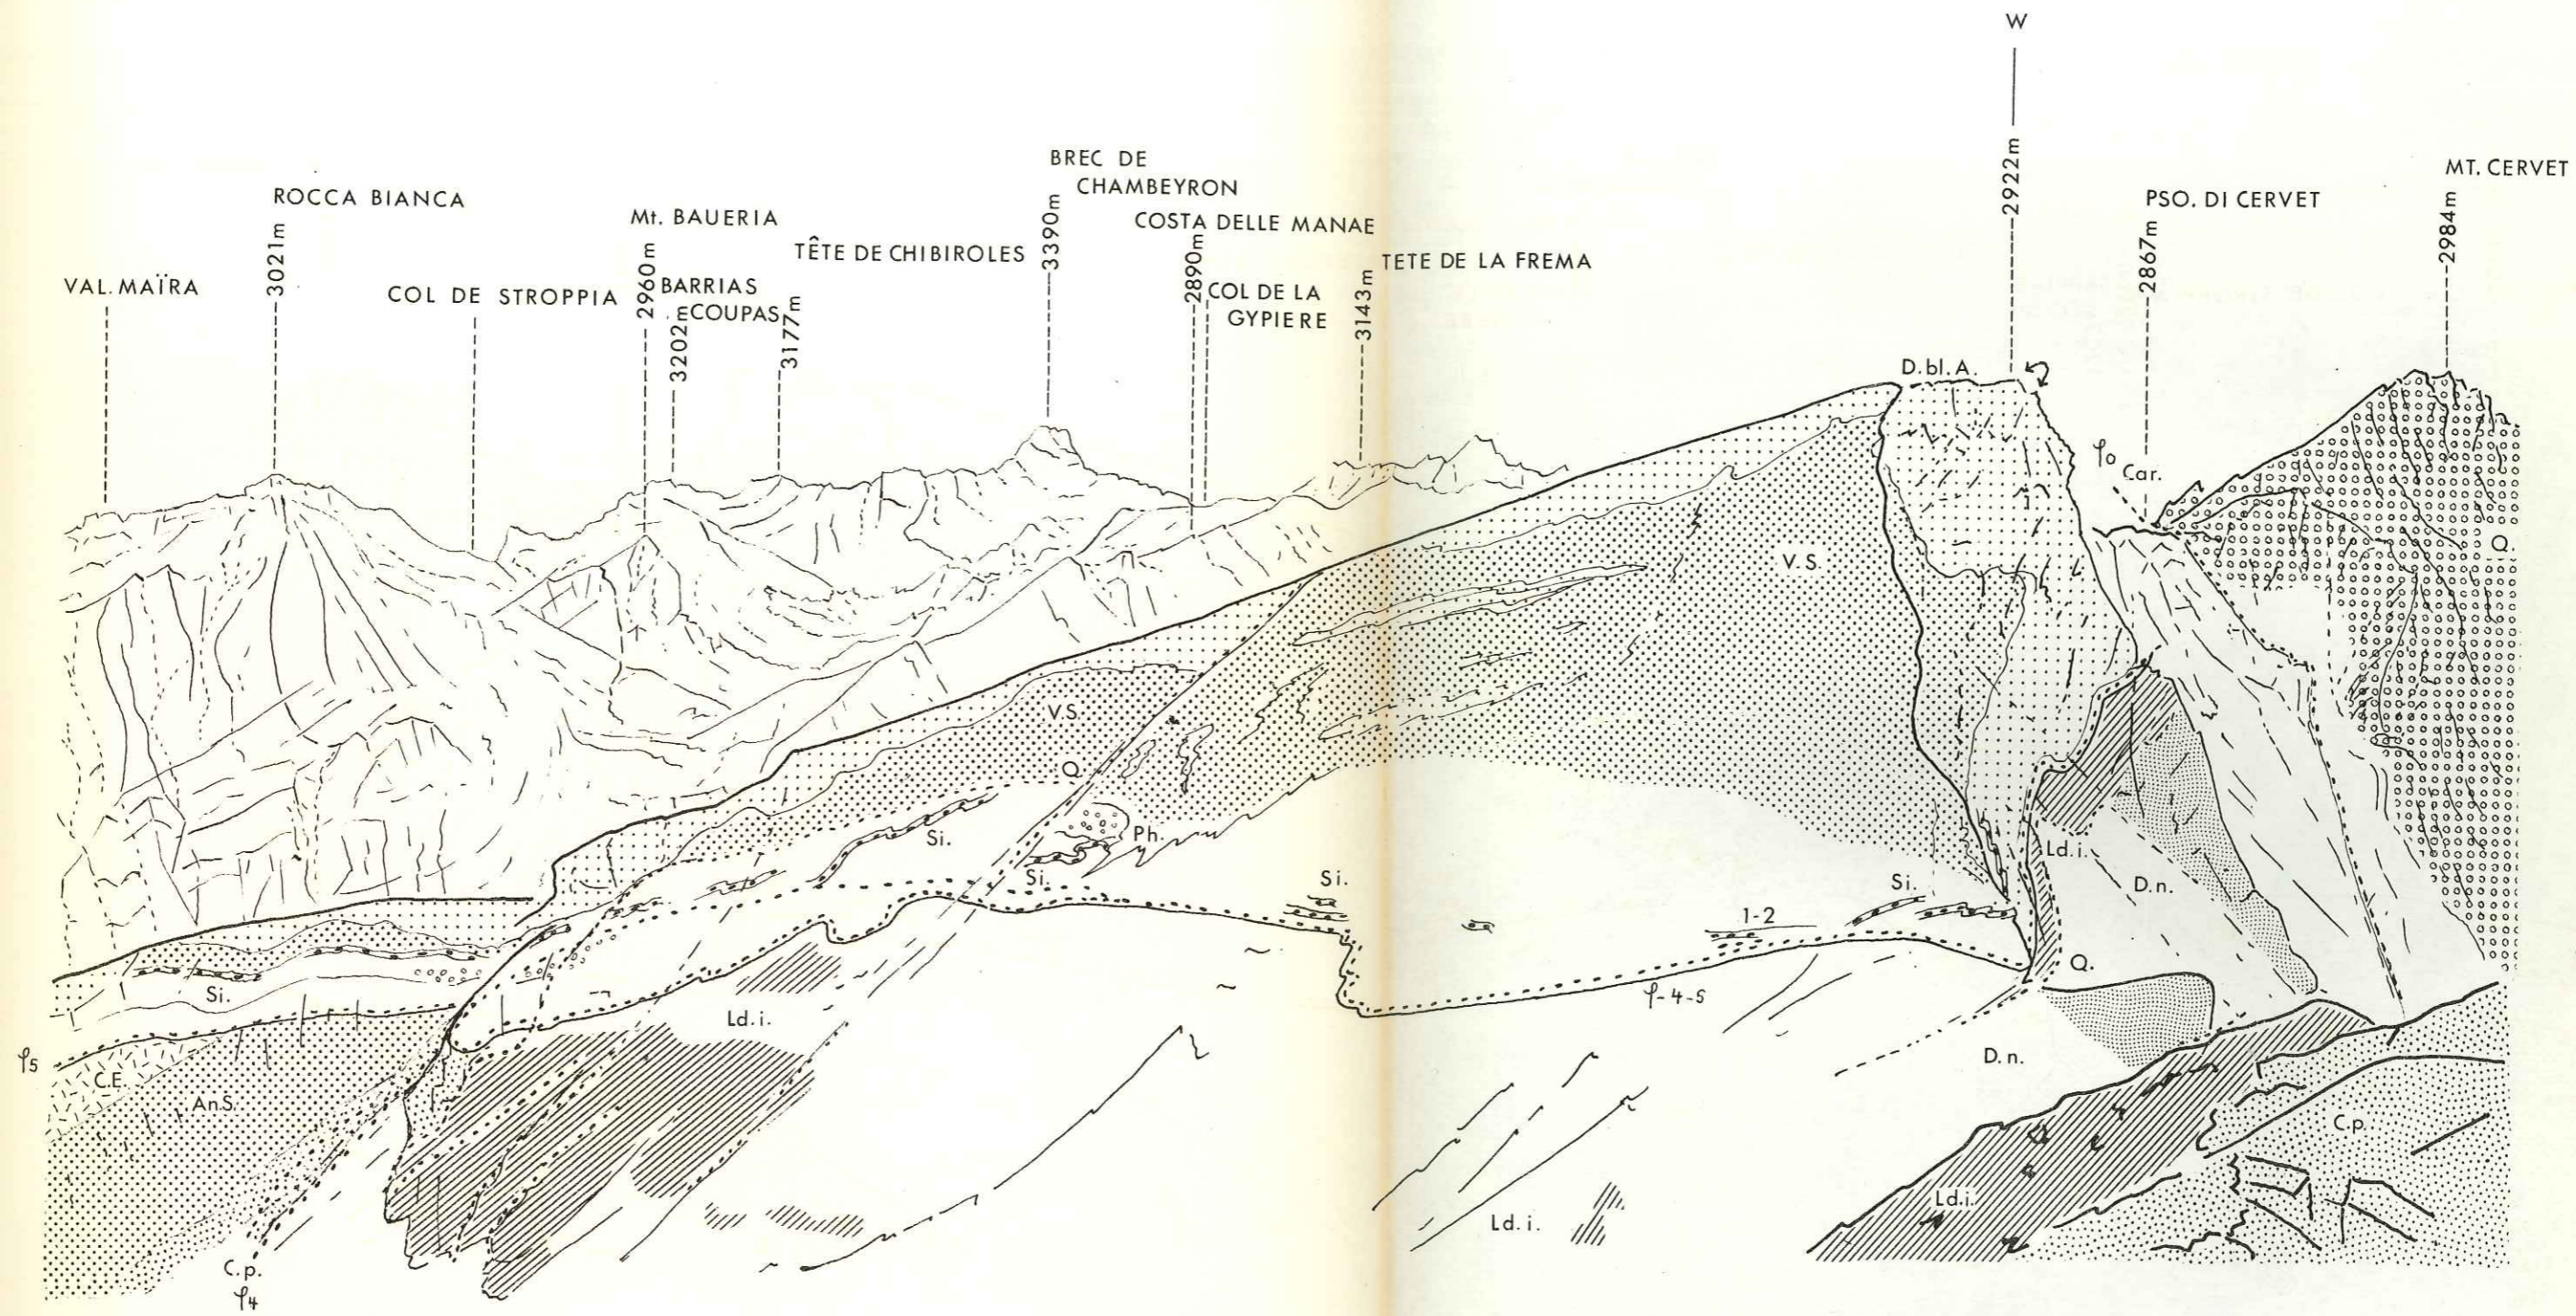 W
BREC DE
CHAMBEYRON
3390m
MT. CERVET
2984m
2922m
ROCCA BIANCA
3021m
PSO. DI CERVET
2867m
Mt. BAUERIA
2960m
COSTA DELLE MANAE
2890m
TÊTE DE CHIBIROLES
3177m
TETE DE LA FREMA
3143m
VAL. MAÏRA
COL DE STROPPIA
BARRIAS
COUPAS
3202m
COL DE LA
GYPIERE
D.bl.A.
φ0
Car.
Q.
V.S.
V.S.
Q
Si.
Ph.
Si.
Si.
Si.
1-2
Ld.i.
D.n.
Q.
Si.
φ-4-5
Ld.i.
D.n.
φ5
C.E.
An.S.
C.p.
Ld.i.
Ld.i.
C.p.
φ4